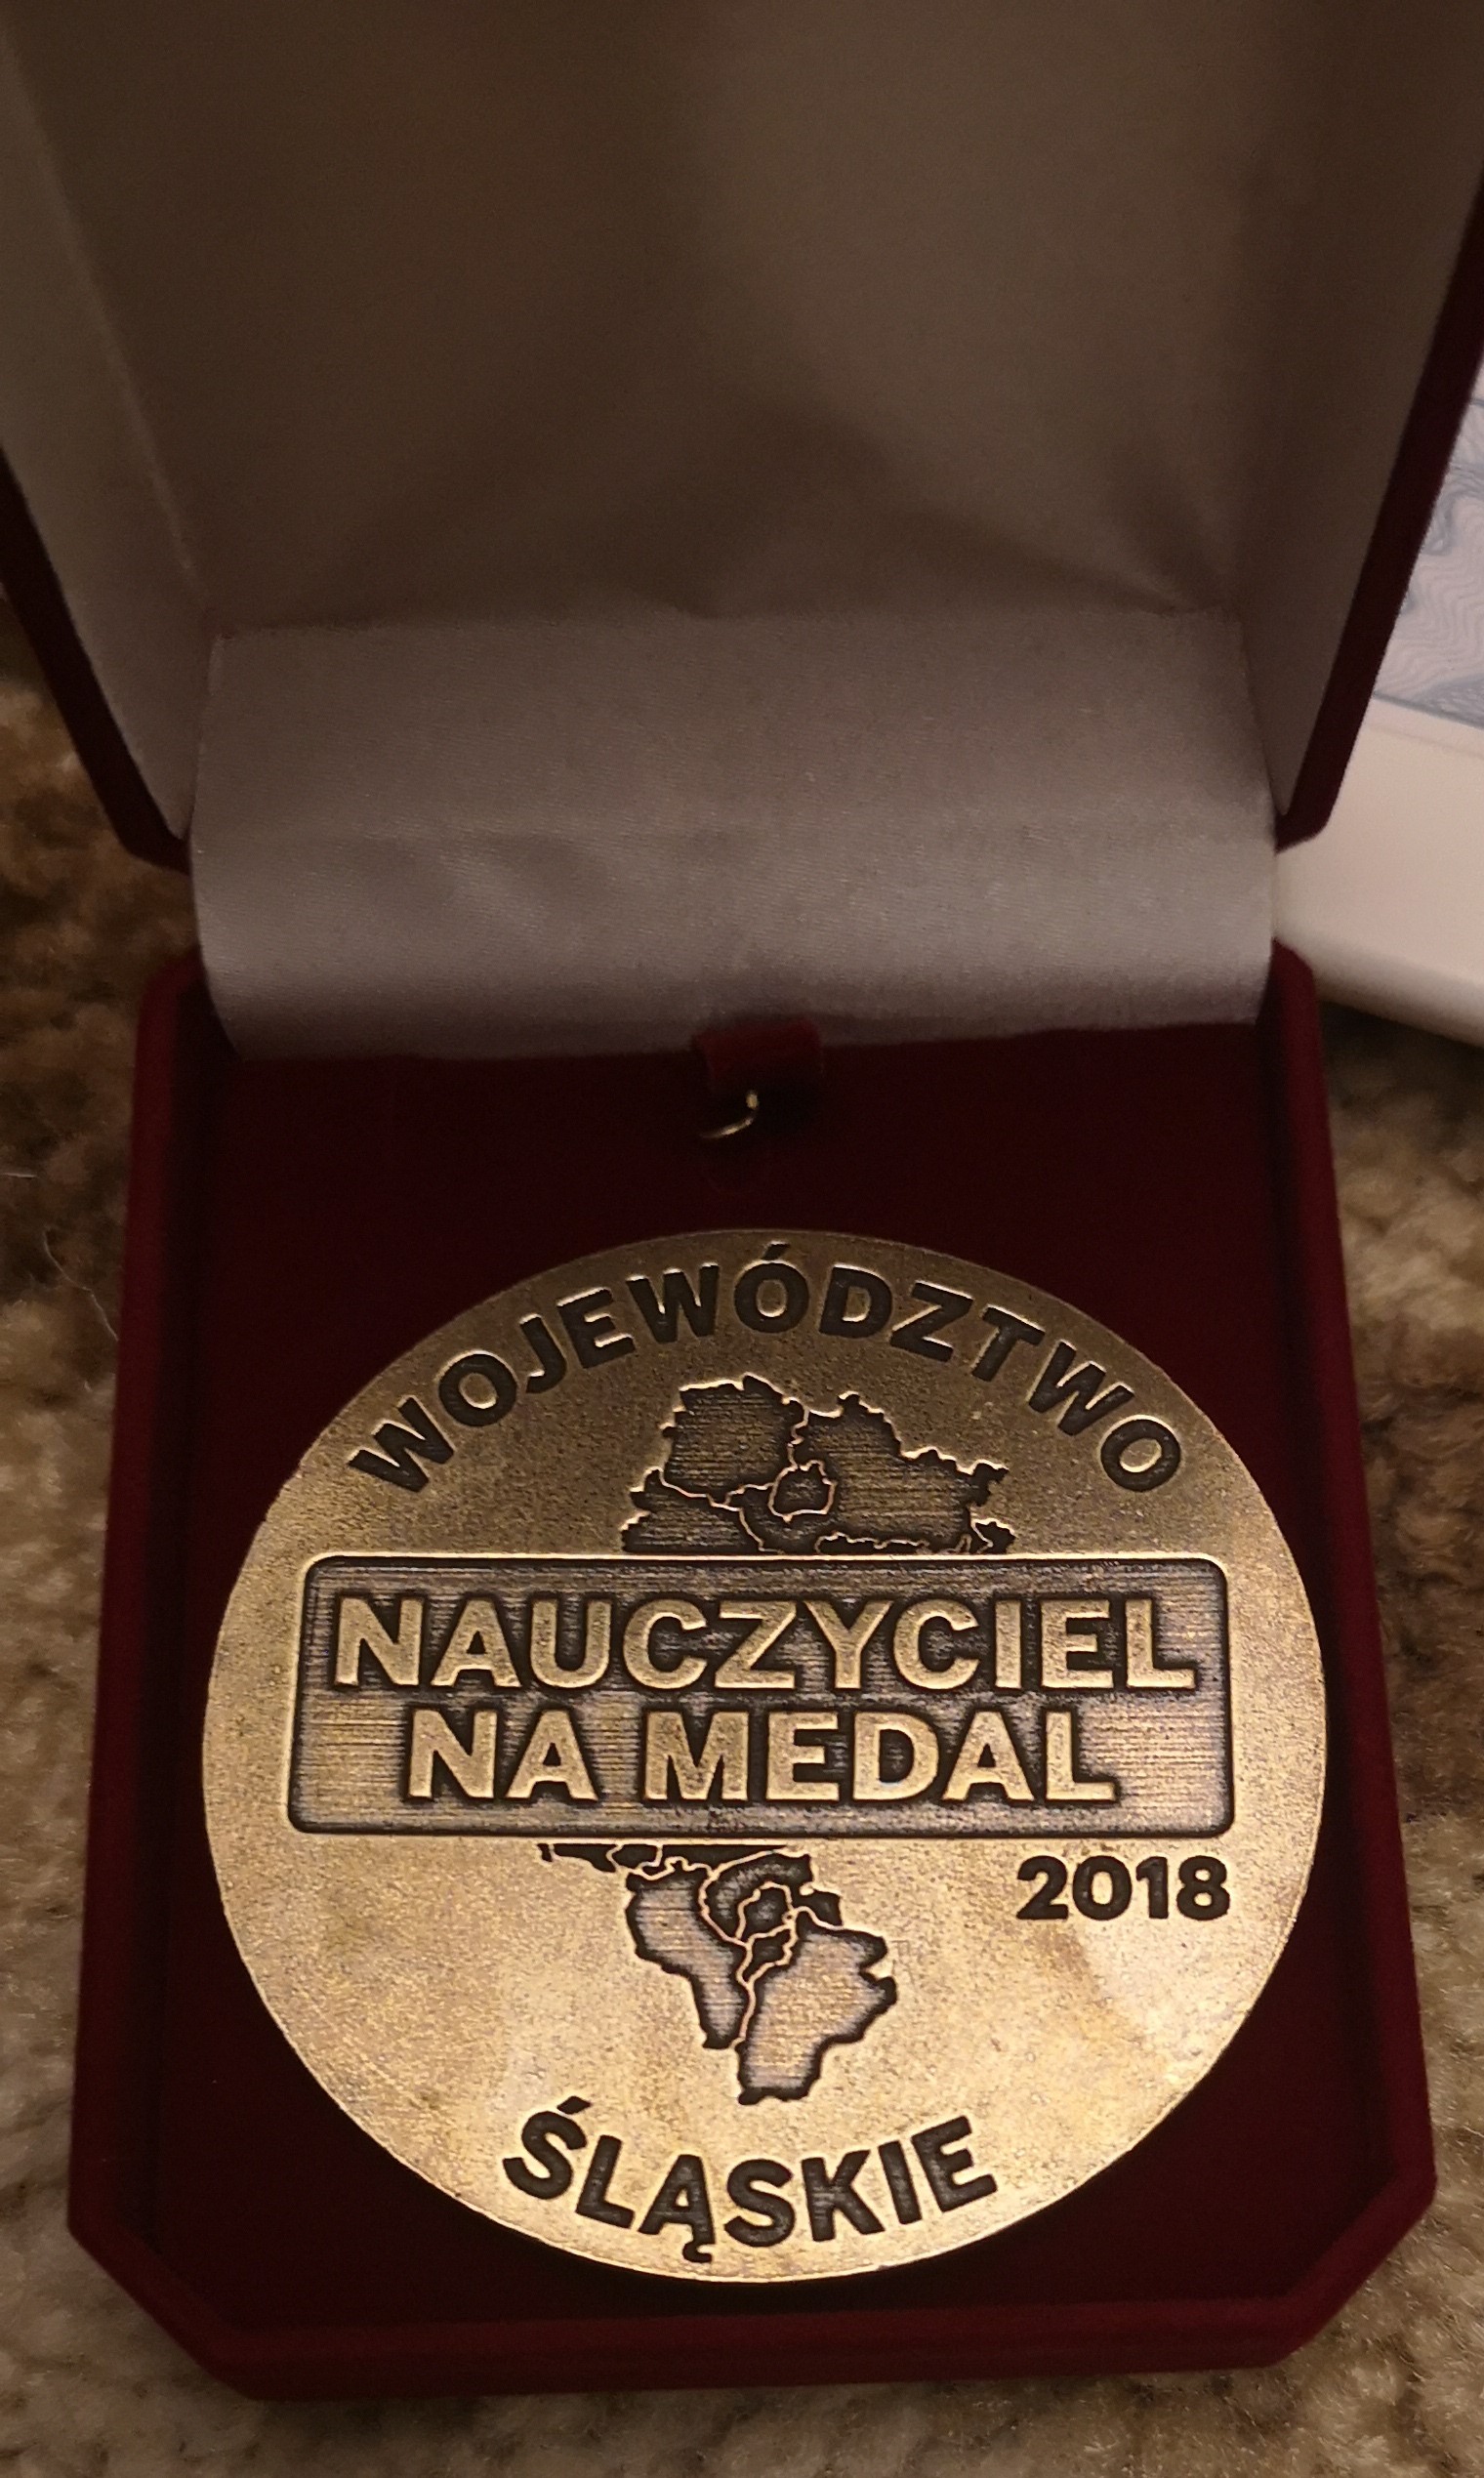 WOJEWÓDZTWO
NAUCZYCIEL
NA MEDAL
2018
ŚLĄSKIE